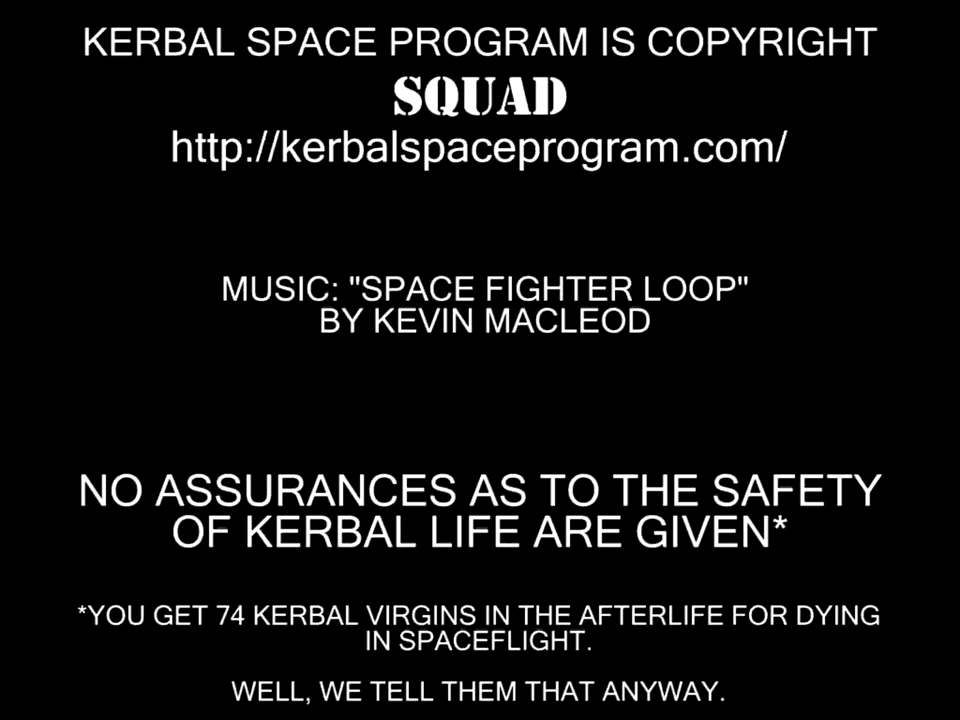 KERBAL SPACE PROGRAM IS COPYRIGHT
SQUAD
http://kerbalspaceprogram.com/
MUSIC: "SPACE FIGHTER LOOP"
BY KEVIN MACLEOD
NO ASSURANCES AS TO THE SAFETY
OF KERBAL LIFE ARE GIVEN*
*YOU GET 74 KERBAL VIRGINS IN THE AFTERLIFE FOR DYING
IN SPACEFLIGHT.
WELL, WE TELL THEM THAT ANYWAY.